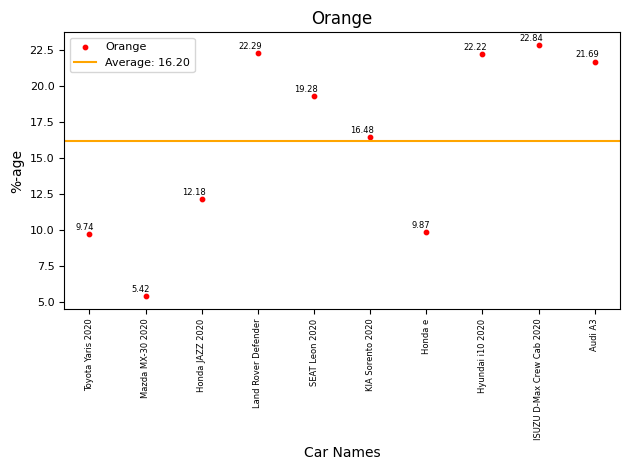 Orange
Orange
Average: 16.20
22.5
20.0
17.5
15.0
12.5
10.0
7.5
5.0
%-age
9.74
5.42
12.18
22.29
19.28
16.48
9.87
22.22
22.84
21.69
Toyota Yaris 2020
Mazda MX-30 2020
Honda JAZZ 2020
Land Rover Defender
SEAT Leon 2020
KIA Sorento 2020
Honda e
Hyundai i10 2020
ISUZU D-Max Crew Cab 2020
Audi A3
Car Names